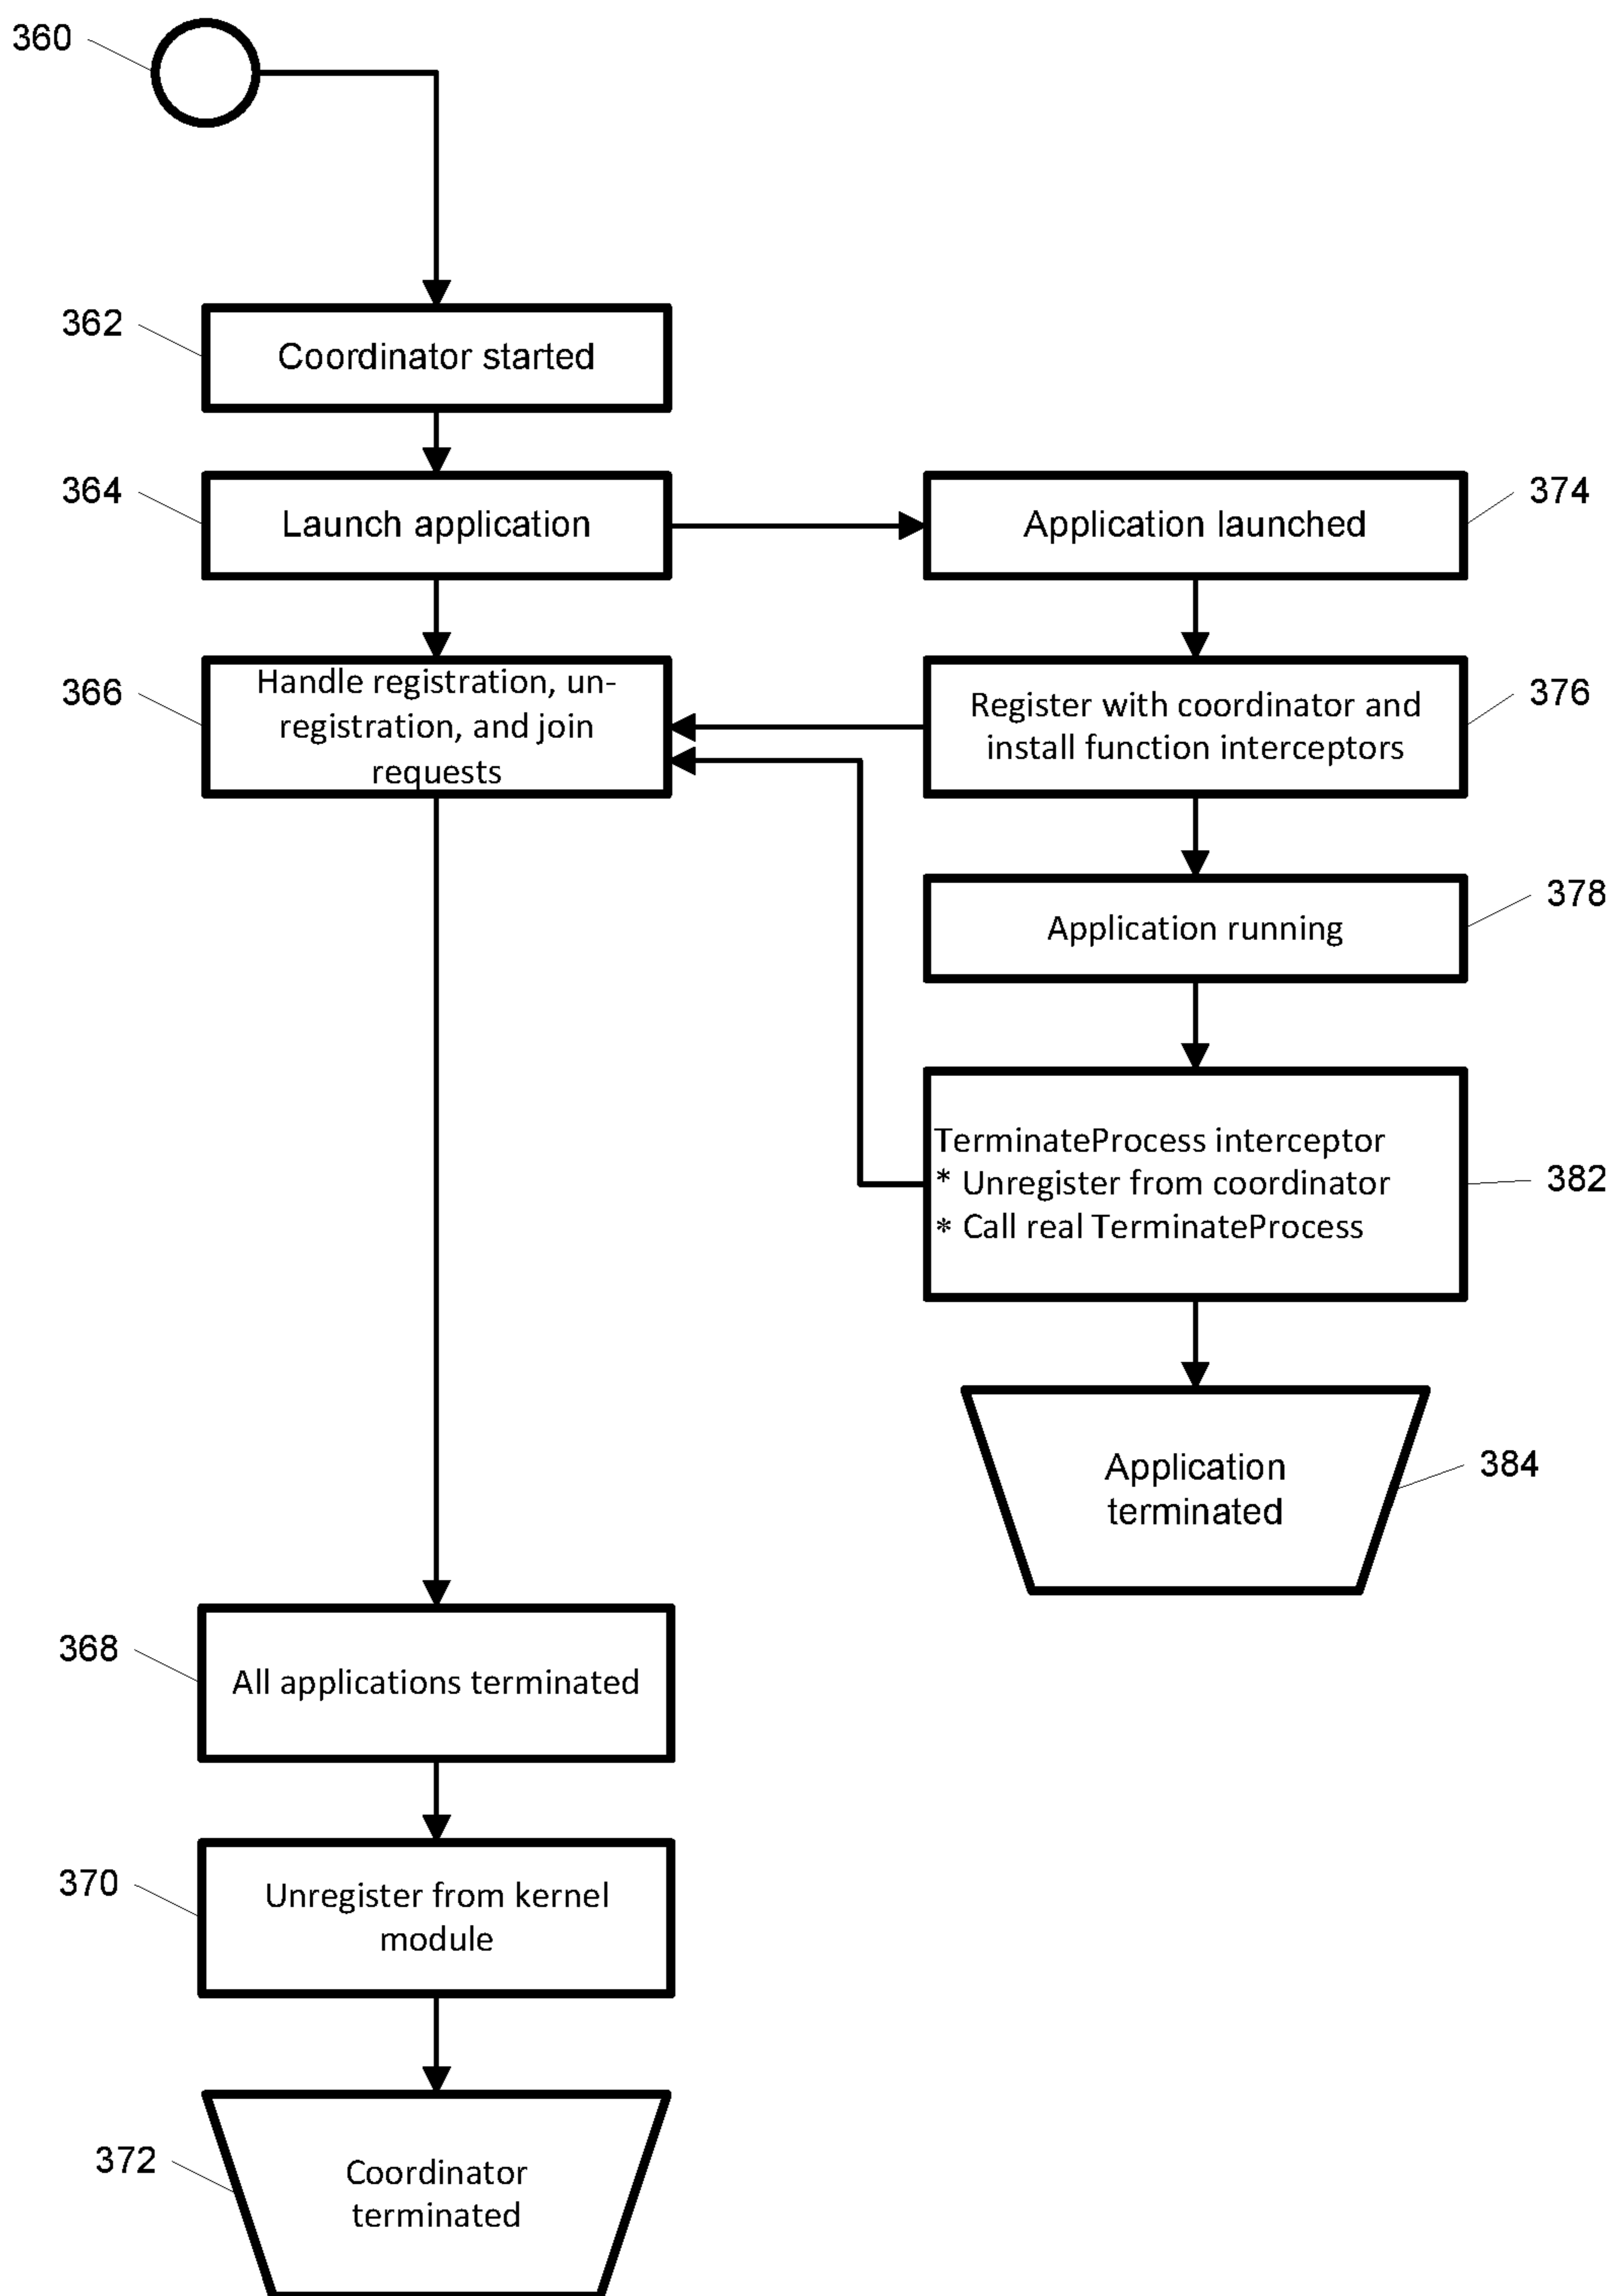 360
362
Coordinator started
364
Launch application
Application launched
374
366
Handle registration, un-
registration, and join
requests
Register with coordinator and
install function interceptors
376
Application running
378
TerminateProcess interceptor
* Unregister from coordinator
* Call real TerminateProcess
382
Application
terminated
384
368
All applications terminated
370
Unregister from kernel
module
372
Coordinator
terminated